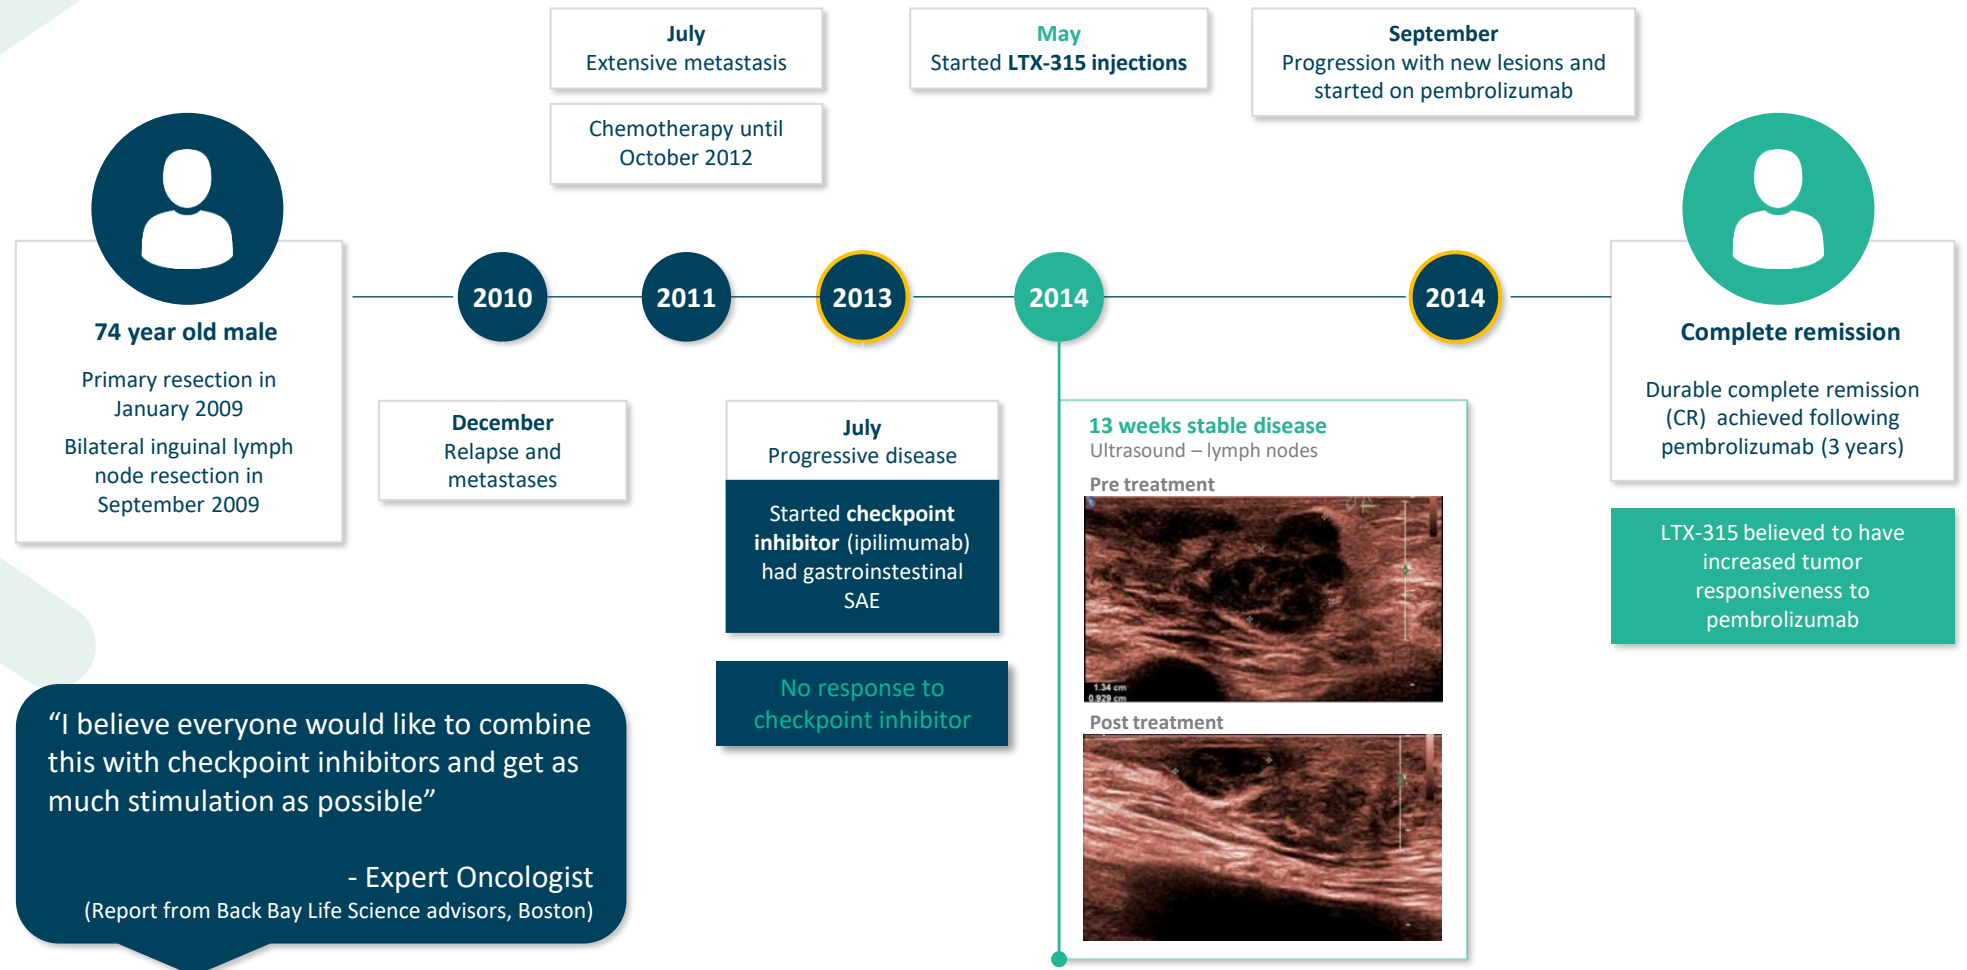 July
Extensive metastasis
Chemotherapy until
October 2012
May
Started LTX-315 injections
September
Progression with new lesions and
started on pembrolizumab
74 year old male
Primary resection in
January 2009
Bilateral inguinal lymph
node resection in
September 2009
2010
2011
2013
2014
2014
Complete remission
Durable complete remission
(CR)  achieved following
pembrolizumab (3 years)
LTX-315 believed to have
increased tumor
responsiveness to
pembrolizumab
December
Relapse and
metastases
July
Progressive disease
Started checkpoint
inhibitor (ipilimumab)
had gastroinstestinal
SAE
No response to
checkpoint inhibitor
13 weeks stable disease
Ultrasound – lymph nodes
Pre treatment
1.34 cm
0.929 cm
Post treatment
“I believe everyone would like to combine
this with checkpoint inhibitors and get as
much stimulation as possible”
- Expert Oncologist
(Report from Back Bay Life Science advisors, Boston)